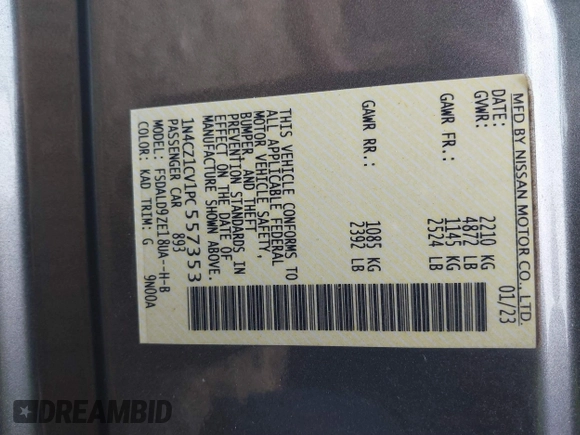 MFD BY NISSAN MOTOR CO., LTD.
DATE: 01/23
GVWR: 2210 KG
4872 LB
GAWR FR.: 1145 KG
2524 LB
GAWR RR.: 1085 KG
2392 LB
THIS VEHICLE CONFORMS TO
ALL APPLICABLE FEDERAL
MOTOR VEHICLE SAFETY,
BUMPER, AND THEFT
PREVENTION STANDARDS IN
EFFECT ON THE DATE OF
MANUFACTURE SHOWN ABOVE.
1N4CZ1CV1PC557353
PASSENGER CAR 893
MODEL: FSDALD9ZE18UA--H-B
COLOR: KAD TRIM: G 9N00A
DREAMBID